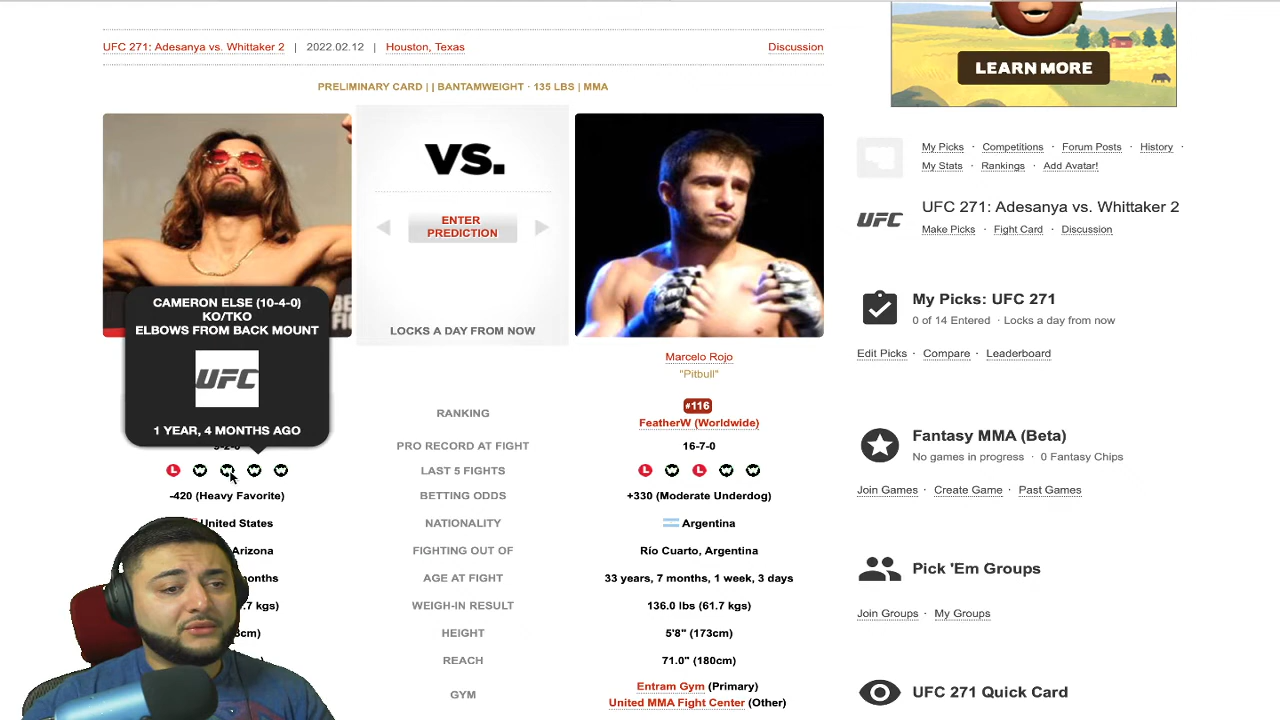 LEARN MORE
UFC 271: Adesanya vs. Whittaker 2 | 2022.02.12 | Houston, Texas
Discussion
PRELIMINARY CARD | | BANTAMWEIGHT · 135 LBS | MMA
VS.
ENTER
PREDICTION
LOCKS A DAY FROM NOW
CAMERON ELSE (10-4-0)
KO/TKO
ELBOWS FROM BACK MOUNT
UFC
1 YEAR, 4 MONTHS AGO
Marcelo Rojo
"Pitbull"
RANKING
#116
FeatherW (Worldwide)
PRO RECORD AT FIGHT
16-7-0
L W W W W
LAST 5 FIGHTS
L W L W W
-420 (Heavy Favorite)
BETTING ODDS
+330 (Moderate Underdog)
United States
NATIONALITY
Argentina
Arizona
FIGHTING OUT OF
Río Cuarto, Argentina
AGE AT FIGHT
33 years, 7 months, 1 week, 3 days
WEIGH-IN RESULT
136.0 lbs (61.7 kgs)
HEIGHT
5'8" (173cm)
REACH
71.0" (180cm)
GYM
Entram Gym (Primary)
United MMA Fight Center (Other)
My Picks · Competitions · Forum Posts · History ·
My Stats · Rankings · Add Avatar!
UFC
UFC 271: Adesanya vs. Whittaker 2
Make Picks · Fight Card · Discussion
My Picks: UFC 271
0 of 14 Entered · Locks a day from now
Edit Picks · Compare · Leaderboard
Fantasy MMA (Beta)
No games in progress · 0 Fantasy Chips
Join Games · Create Game · Past Games
Pick 'Em Groups
Join Groups · My Groups
UFC 271 Quick Card